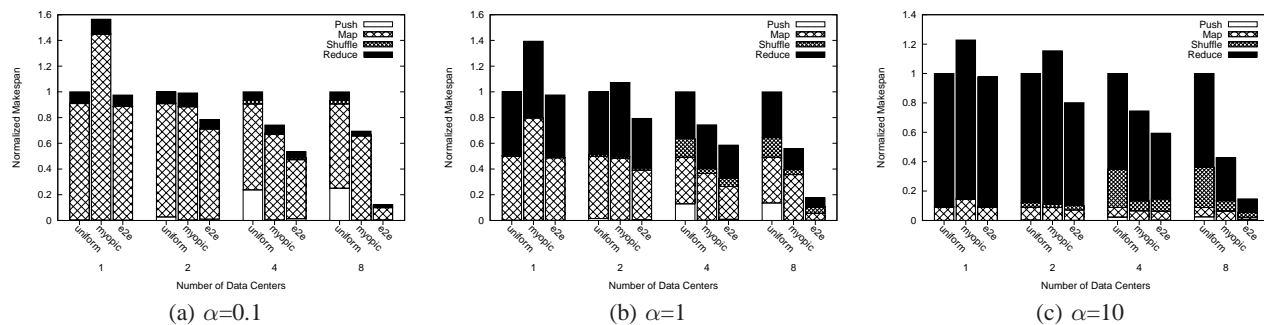 Normalized Makespan
1.6
1.4
1.2
1
0.8
0.6
0.4
0.2
0
Push
Map
Shuffle
Reduce
uniform myopic e2e uniform myopic e2e uniform myopic e2e uniform myopic e2e
1 2 4 8
Number of Data Centers
(a) α=0.1
Normalized Makespan
1.6
1.4
1.2
1
0.8
0.6
0.4
0.2
0
Push
Map
Shuffle
Reduce
uniform myopic e2e uniform myopic e2e uniform myopic e2e uniform myopic e2e
1 2 4 8
Number of Data Centers
(b) α=1
Normalized Makespan
1.4
1.2
1
0.8
0.6
0.4
0.2
0
Push
Map
Shuffle
Reduce
uniform myopic e2e uniform myopic e2e uniform myopic e2e uniform myopic e2e
1 2 4 8
Number of Data Centers
(c) α=10